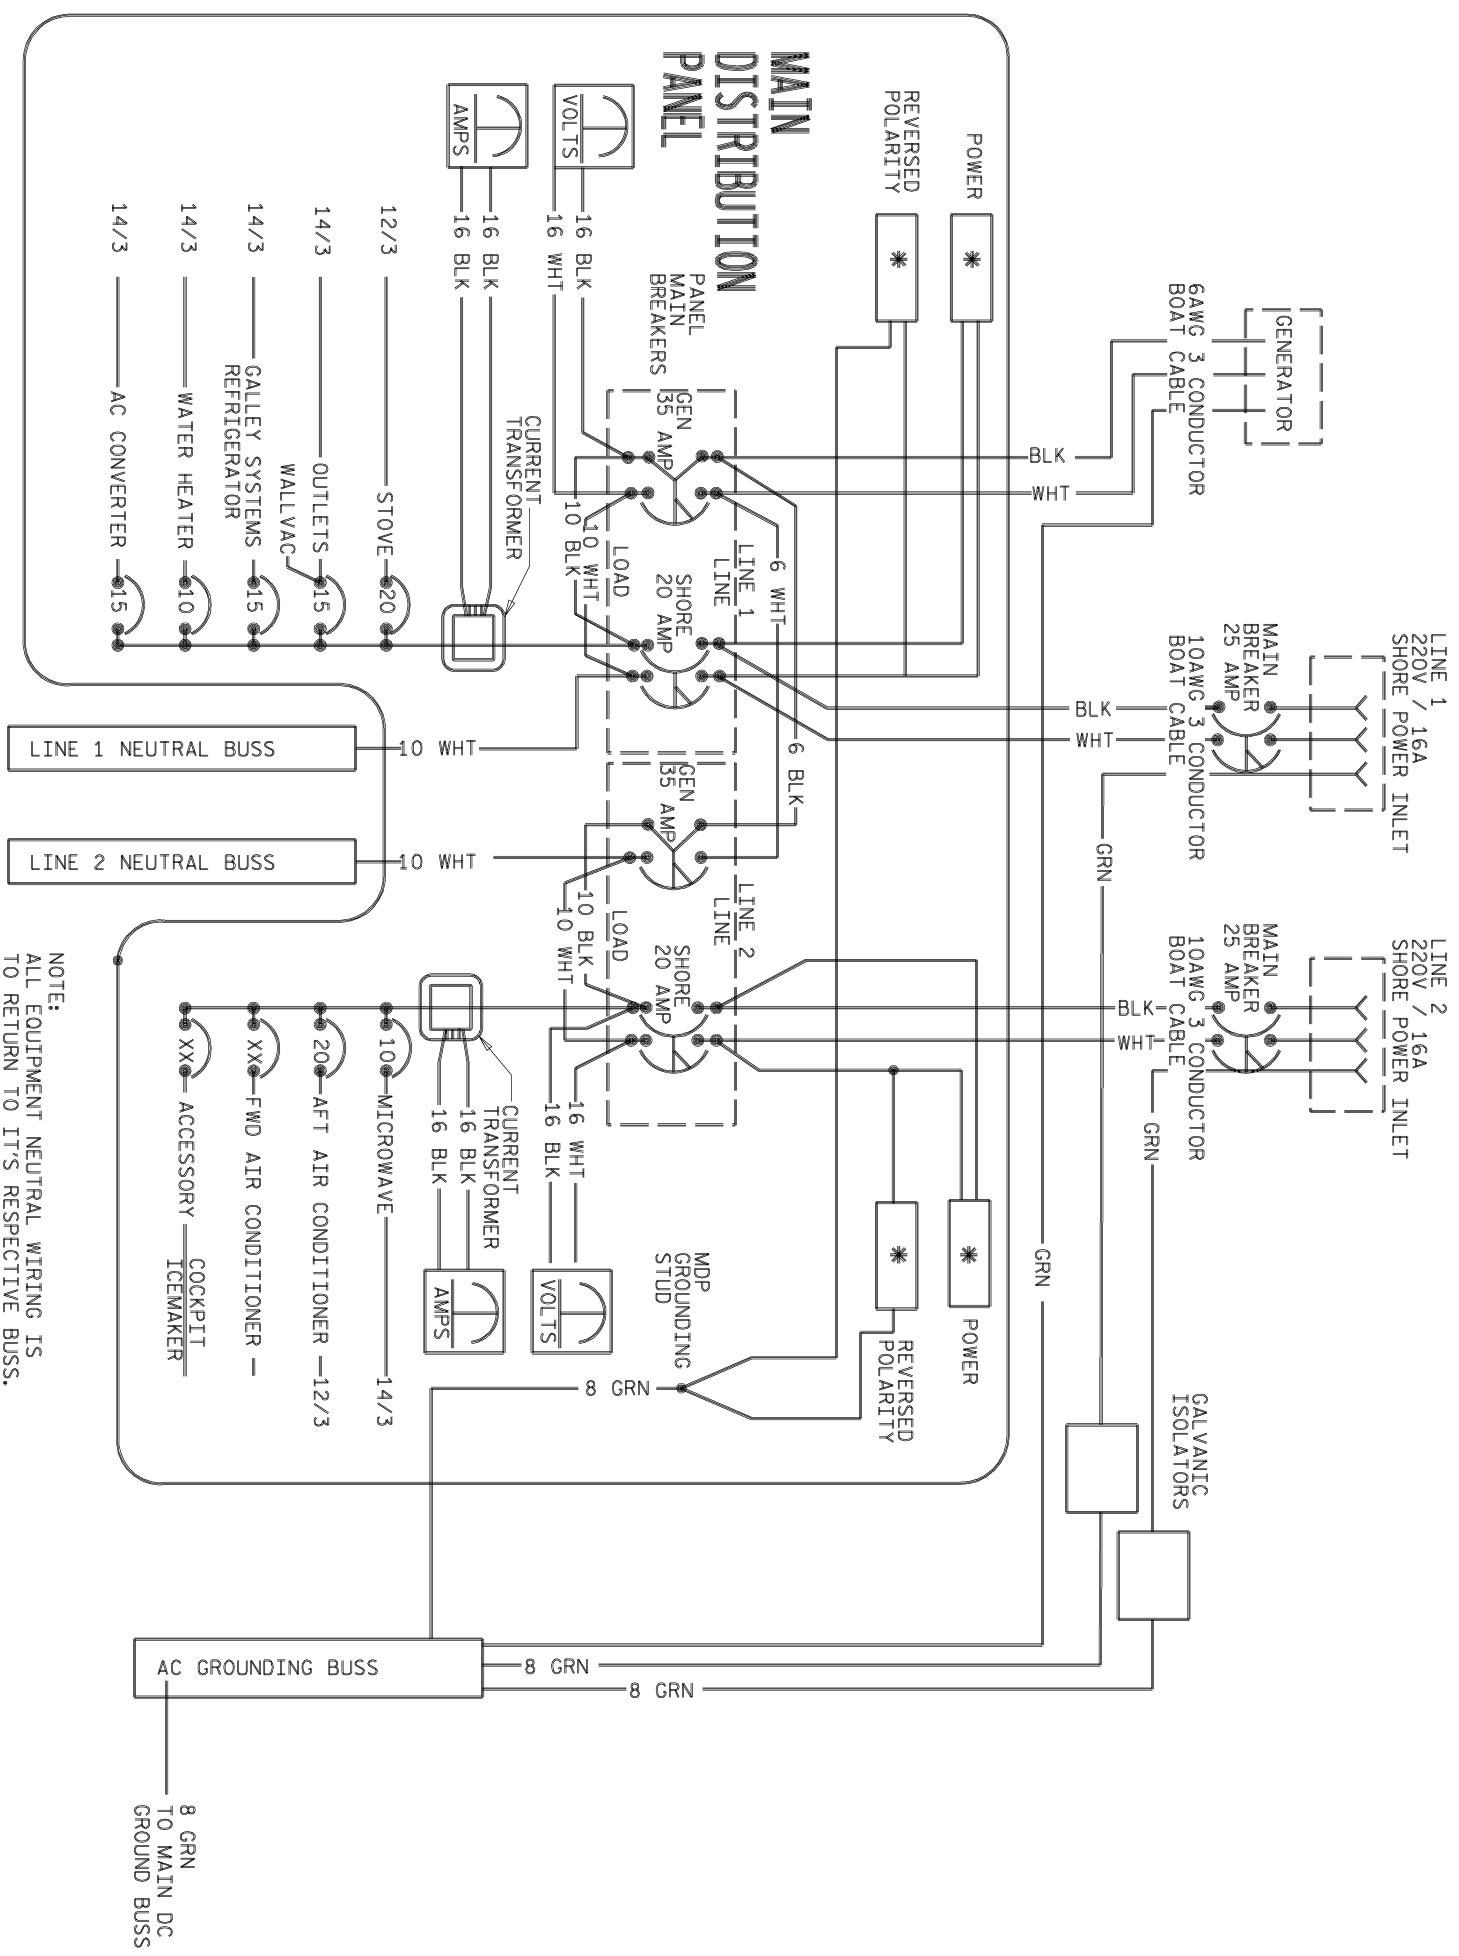 MAIN
DISTRIBUTION
PANEL
REVERSED
POLARITY
POWER
VOLTS
AMPS
16 BLK
16 WHT
16 BLK
16 BLK
PANEL
MAIN
BREAKERS
GENERATOR
6AWG 3 CONDUCTOR
BOAT CABLE
BLK
WHT
GEN
35 AMP
LINE 1
LINE
SHORE
20 AMP
LOAD
6 WHT
10 WHT
10 BLK
CURRENT
TRANSFORMER
12/3
STOVE
20
14/3
OUTLETS
15
WALLVAC
14/3
GALLEY SYSTEMS
REFRIGERATOR
15
14/3
WATER HEATER
10
14/3
AC CONVERTER
15
LINE 1
220V / 16A
SHORE POWER INLET
MAIN
BREAKER
25 AMP
10AWG 3 CONDUCTOR
BOAT CABLE
BLK
WHT
GRN
6 BLK
LINE 1 NEUTRAL BUSS
10 WHT
LINE 2 NEUTRAL BUSS
10 WHT
GEN
35 AMP
LINE 2
LINE
SHORE
20 AMP
LOAD
10 BLK
10 WHT
LINE 2
220V / 16A
SHORE POWER INLET
MAIN
BREAKER
25 AMP
10AWG 3 CONDUCTOR
BOAT CABLE
BLK
WHT
GRN
16 WHT
16 BLK
CURRENT
TRANSFORMER
16 BLK
16 BLK
VOLTS
AMPS
10
MICROWAVE
14/3
20
AFT AIR CONDITIONER
12/3
XX
FWD AIR CONDITIONER
XX
ACCESSORY
COCKPIT
ICEMAKER
MDP
GROUNDING
STUD
8 GRN
POWER
REVERSED
POLARITY
GRN
GALVANIC
ISOLATORS
AC GROUNDING BUSS
8 GRN
8 GRN
8 GRN
TO MAIN DC
GROUND BUSS
NOTE:
ALL EQUIPMENT NEUTRAL WIRING IS
TO RETURN TO IT'S RESPECTIVE BUSS.